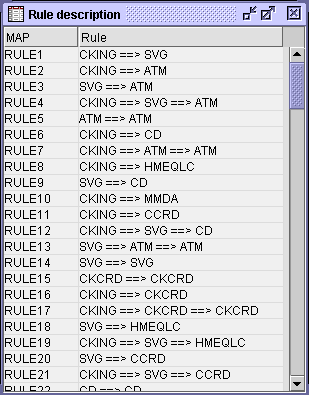 Rule description
MAP Rule
RULE1 CKING ==> SVG
RULE2 CKING ==> ATM
RULE3 SVG ==> ATM
RULE4 CKING ==> SVG ==> ATM
RULE5 ATM ==> ATM
RULE6 CKING ==> CD
RULE7 CKING ==> ATM ==> ATM
RULE8 CKING ==> HMEQLC
RULE9 SVG ==> CD
RULE10 CKING ==> MMDA
RULE11 CKING ==> CCRD
RULE12 CKING ==> SVG ==> CD
RULE13 SVG ==> ATM ==> ATM
RULE14 SVG ==> SVG
RULE15 CKCRD ==> CKCRD
RULE16 CKING ==> CKCRD
RULE17 CKING ==> CKCRD ==> CKCRD
RULE18 SVG ==> HMEQLC
RULE19 CKING ==> SVG ==> HMEQLC
RULE20 SVG ==> CCRD
RULE21 CKING ==> SVG ==> CCRD
RULE22 CD ==> CD